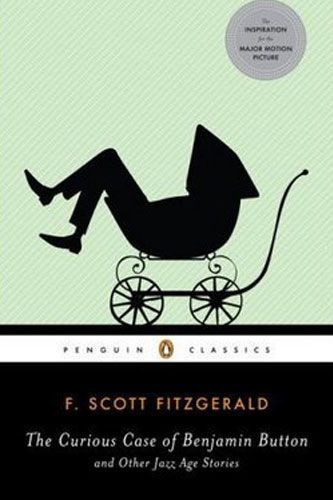 The
INSPIRATION
for the
MAJOR MOTION
PICTURE
PENGUIN CLASSICS
F. SCOTT FITZGERALD
The Curious Case of Benjamin Button
and Other Jazz Age Stories